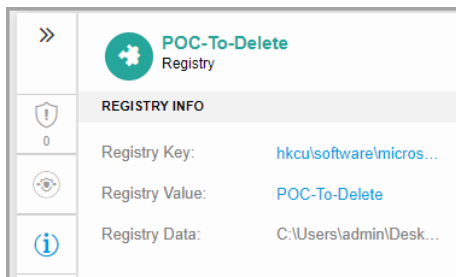 »
POC-To-Delete
Registry
REGISTRY INFO
0
Registry Key: hkcu\software\micros...
Registry Value: POC-To-Delete
Registry Data: C:\Users\admin\Desk...